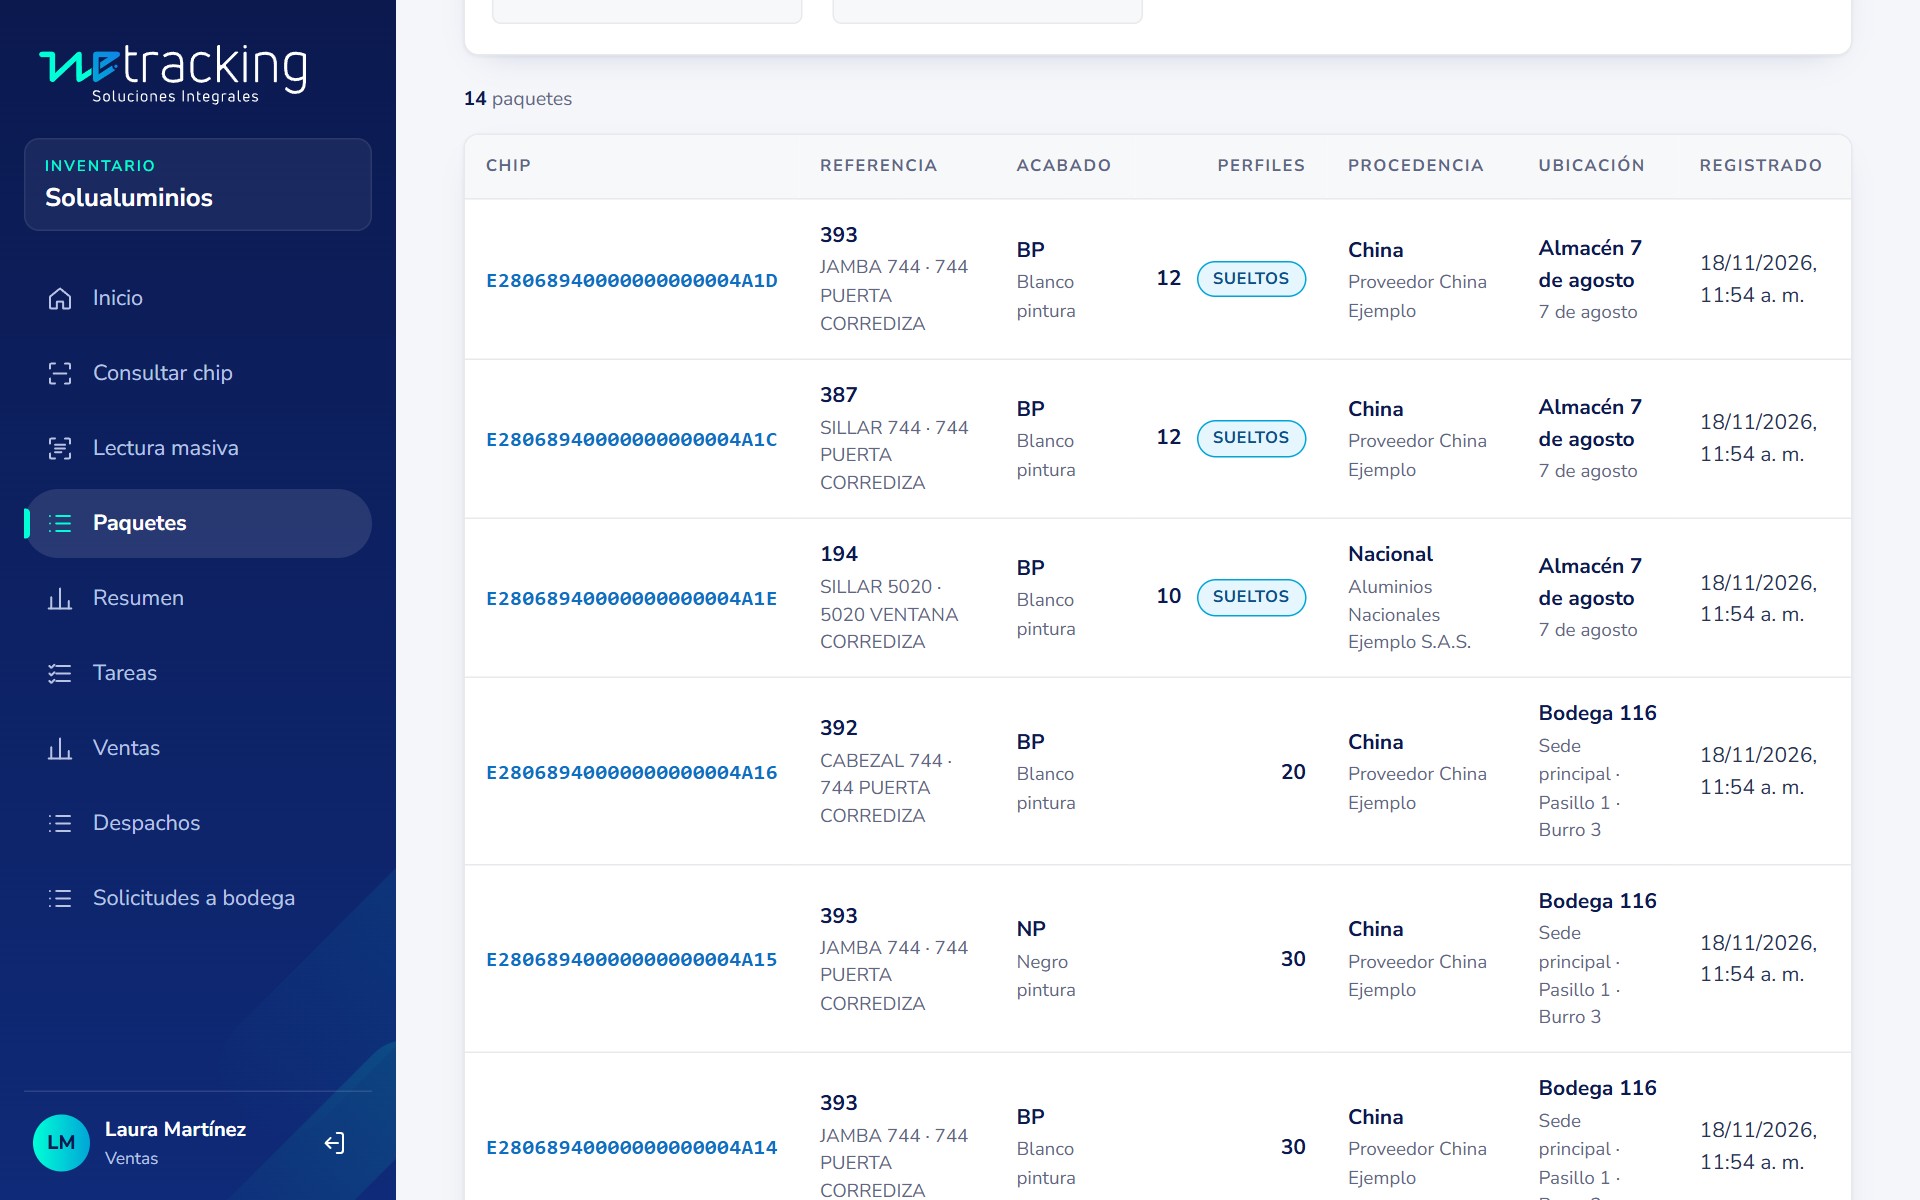 wetracking
Soluciones Integrales
INVENTARIO
Solualuminios
Inicio
Consultar chip
Lectura masiva
Paquetes
Resumen
Tareas
Ventas
Despachos
Solicitudes a bodega
LM
Laura Martínez
Ventas
14 paquetes
CHIP REFERENCIA ACABADO PERFILES PROCEDENCIA UBICACIÓN REGISTRADO
E28068940000000000004A1D
393
JAMBA 744 · 744
PUERTA
CORREDIZA
BP
Blanco
pintura
12 SUELTOS
China
Proveedor China
Ejemplo
Almacén 7
de agosto
7 de agosto
18/11/2026,
11:54 a. m.
E28068940000000000004A1C
387
SILLAR 744 · 744
PUERTA
CORREDIZA
BP
Blanco
pintura
12 SUELTOS
China
Proveedor China
Ejemplo
Almacén 7
de agosto
7 de agosto
18/11/2026,
11:54 a. m.
E28068940000000000004A1E
194
SILLAR 5020 ·
5020 VENTANA
CORREDIZA
BP
Blanco
pintura
10 SUELTOS
Nacional
Aluminios
Nacionales
Ejemplo S.A.S.
Almacén 7
de agosto
7 de agosto
18/11/2026,
11:54 a. m.
E28068940000000000004A16
392
CABEZAL 744 ·
744 PUERTA
CORREDIZA
BP
Blanco
pintura
20
China
Proveedor China
Ejemplo
Bodega 116
Sede
principal ·
Pasillo 1 ·
Burro 3
18/11/2026,
11:54 a. m.
E28068940000000000004A15
393
JAMBA 744 · 744
PUERTA
CORREDIZA
NP
Negro
pintura
30
China
Proveedor China
Ejemplo
Bodega 116
Sede
principal ·
Pasillo 1 ·
Burro 3
18/11/2026,
11:54 a. m.
E28068940000000000004A14
393
JAMBA 744 · 744
PUERTA
CORREDIZA
BP
Blanco
pintura
30
China
Proveedor China
Ejemplo
Bodega 116
Sede
principal ·
Pasillo 1 ·
18/11/2026,
11:54 a. m.